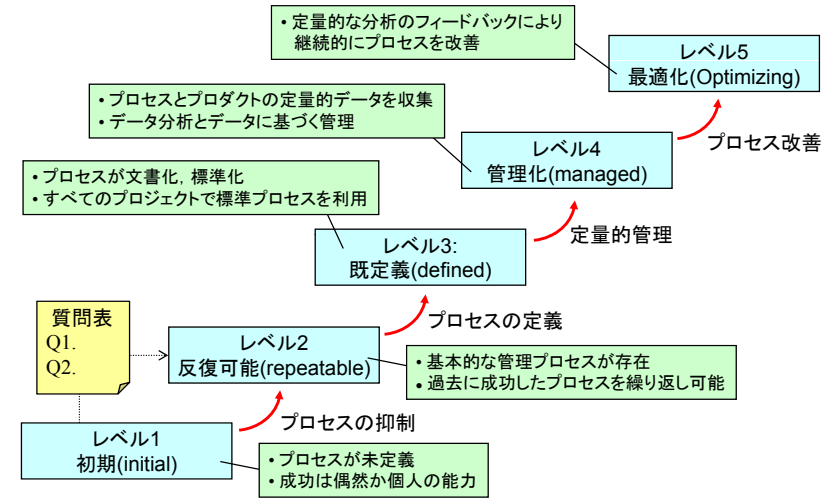 • 定量的な分析のフィードバックにより
継続的にプロセスを改善
レベル5
最適化(Optimizing)
• プロセスとプロダクトの定量的データを収集
• データ分析とデータに基づく管理
プロセス改善
レベル4
管理化(managed)
• プロセスが文書化, 標準化
• すべてのプロジェクトで標準プロセスを利用
定量的管理
レベル3:
既定義(defined)
質問表
Q1.
Q2.
プロセスの定義
レベル2
反復可能(repeatable)
• 基本的な管理プロセスが存在
• 過去に成功したプロセスを繰り返し可能
プロセスの抑制
レベル1
初期(initial)
• プロセスが未定義
• 成功は偶然か個人の能力